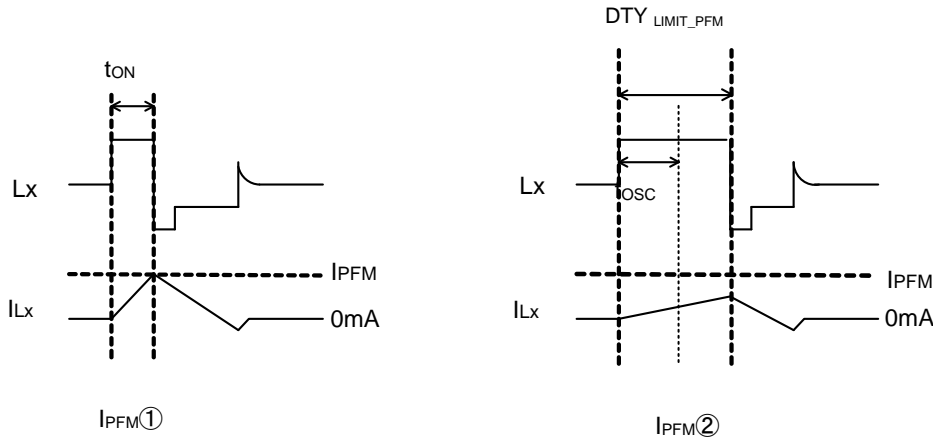 DTY LIMIT_PFM
tON
Lx
Lx
OSC
IPFM
IPFM
ILx
0mA
ILx
0mA
IPFM①
IPFM②